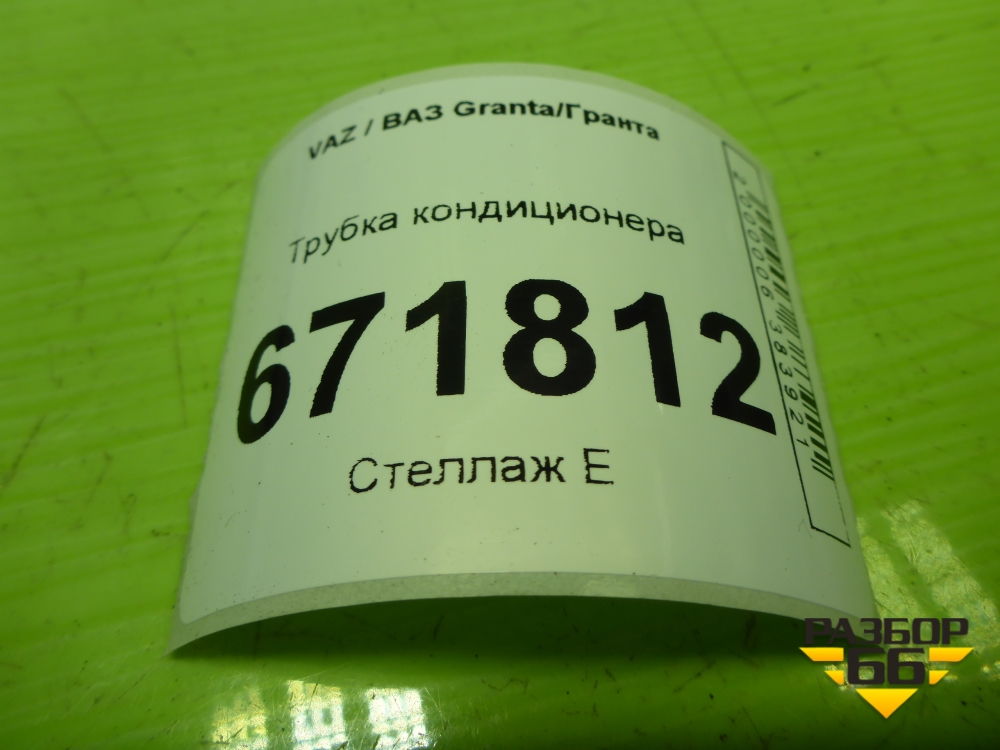 VAZ / ВАЗ Granta/Гранта
Трубка кондиционера
671812
Стеллаж Е
2000006383921
РАЗБОР
66